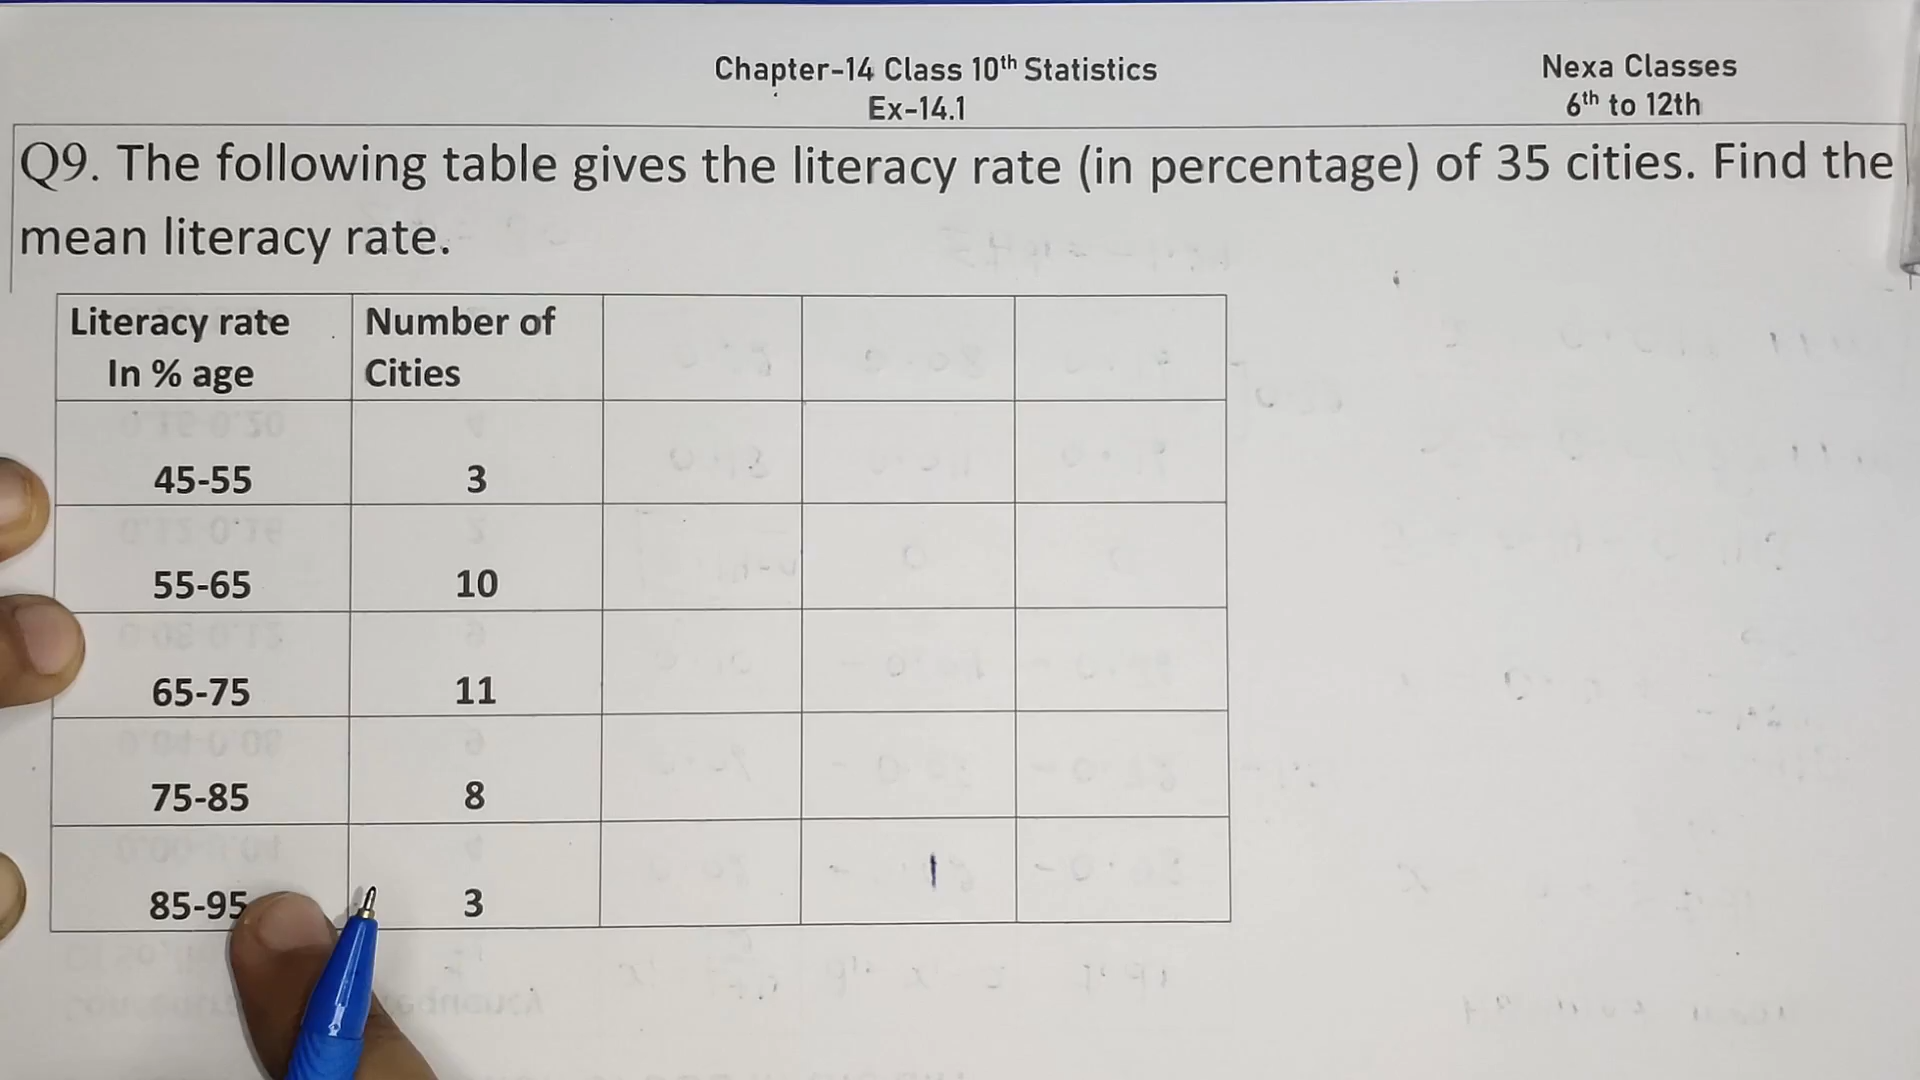 Chapter-14 Class 10th Statistics
Ex-14.1
Nexa Classes
6th to 12th
Q9. The following table gives the literacy rate (in percentage) of 35 cities. Find the
mean literacy rate.
Literacy rate
In % age
Number of
Cities
45-55 3
55-65 10
65-75 11
75-85 8
85-95 3